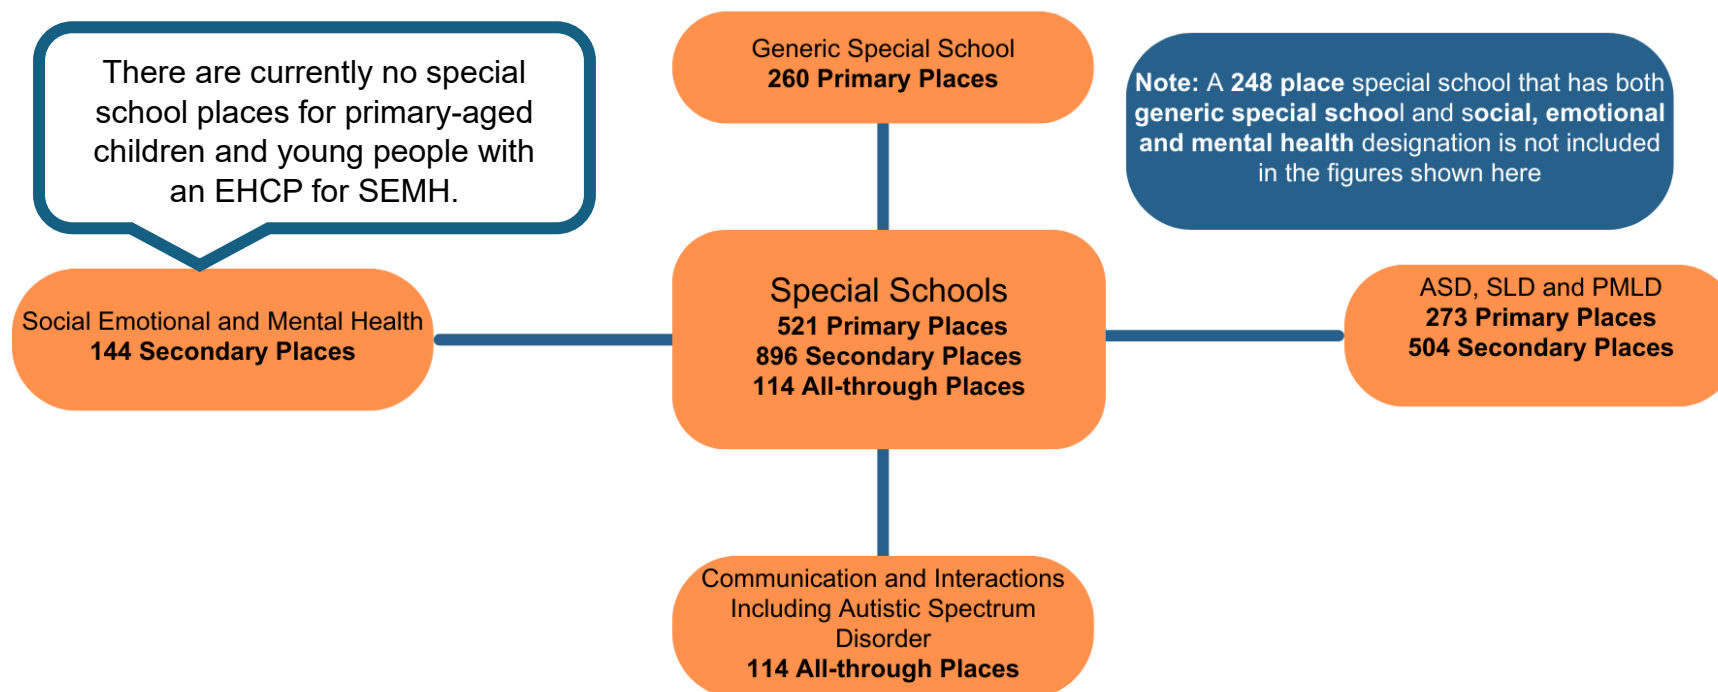 There are currently no special
school places for primary-aged
children and young people with
an EHCP for SEMH.
Generic Special School
260 Primary Places
Note: A 248 place special school that has both
generic special school and social, emotional
and mental health designation is not included
in the figures shown here
Social Emotional and Mental Health
144 Secondary Places
Special Schools
521 Primary Places
896 Secondary Places
114 All-through Places
ASD, SLD and PMLD
273 Primary Places
504 Secondary Places
Communication and Interactions
Including Autistic Spectrum
Disorder
114 All-through Places